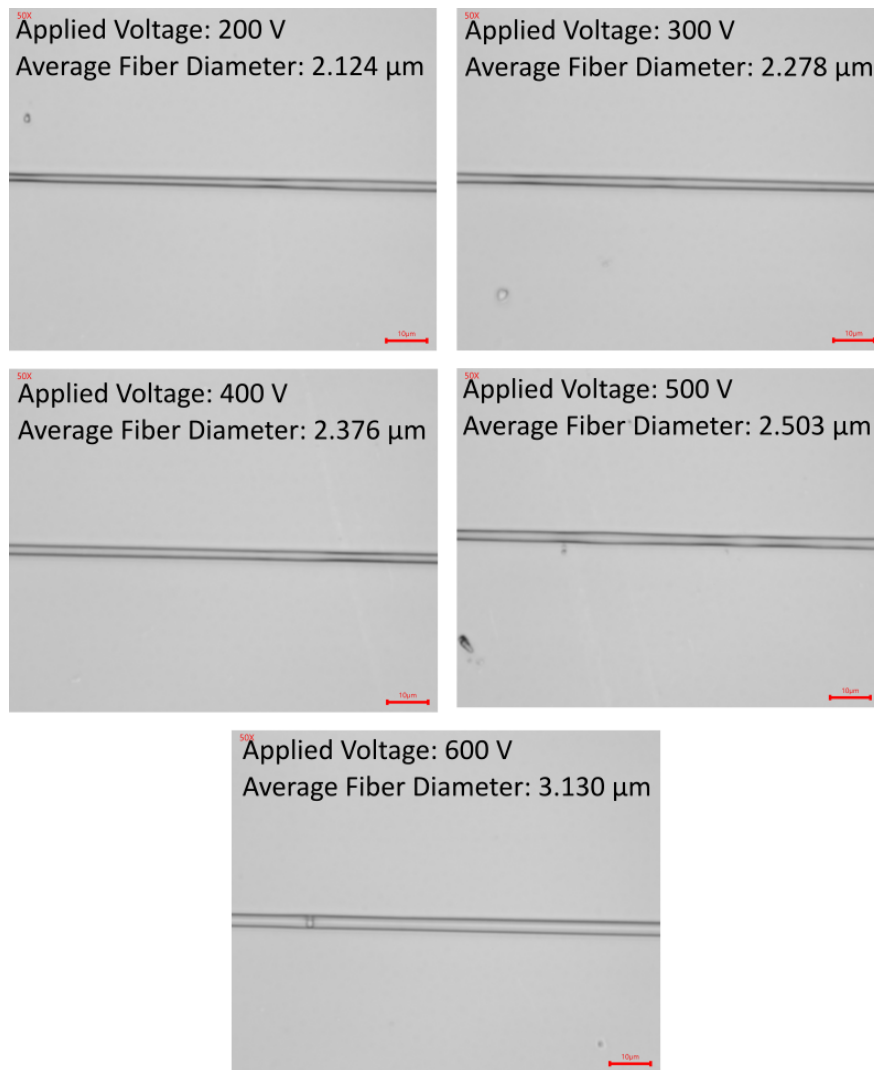 50X
Applied Voltage: 200 V
Average Fiber Diameter: 2.124 µm
10µm
50X
Applied Voltage: 300 V
Average Fiber Diameter: 2.278 µm
10µm
50X
Applied Voltage: 400 V
Average Fiber Diameter: 2.376 µm
10µm
50X
Applied Voltage: 500 V
Average Fiber Diameter: 2.503 µm
10µm
50X
Applied Voltage: 600 V
Average Fiber Diameter: 3.130 µm
10µm